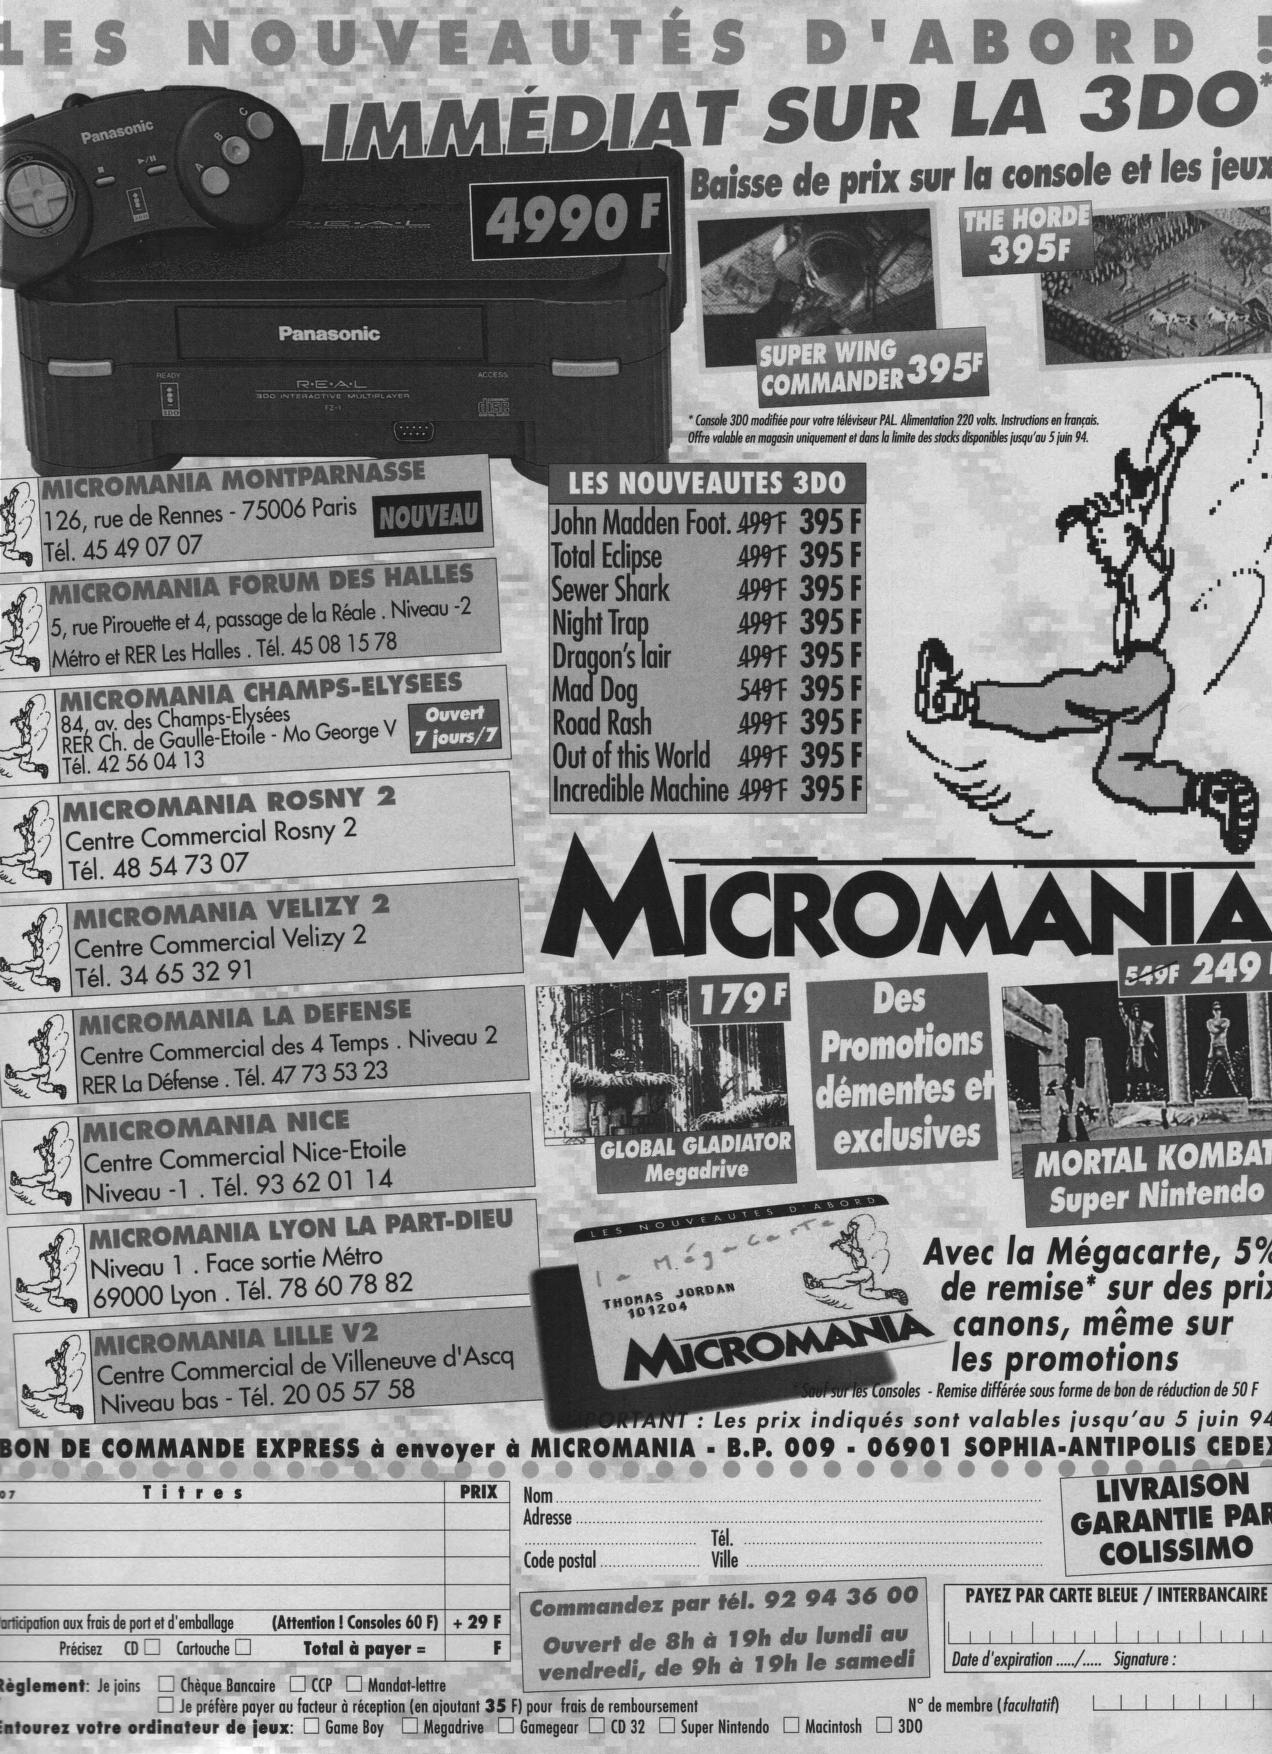 LES NOUVEAUTÉS D'ABORD !
IMMÉDIAT SUR LA 3DO*
Baisse de prix sur la console et les jeux
Panasonic
A
B
C
3DO
R·E·A·L
4990 F
Panasonic
READY
3DO
R·E·A·L
3DO INTERACTIVE MULTIPLAYER
FZ-1
ACCESS
disc
THE HORDE
395F
SUPER WING
COMMANDER 395F
* Console 3DO modifiée pour votre téléviseur PAL. Alimentation 220 volts. Instructions en français.
Offre valable en magasin uniquement et dans la limite des stocks disponibles jusqu'au 5 juin 94.
MICROMANIA MONTPARNASSE
126, rue de Rennes - 75006 Paris
Tél. 45 49 07 07
NOUVEAU
MICROMANIA FORUM DES HALLES
5, rue Pirouette et 4, passage de la Réale . Niveau -2
Métro et RER Les Halles . Tél. 45 08 15 78
MICROMANIA CHAMPS-ELYSEES
84, av. des Champs-Elysées
RER Ch. de Gaulle-Etoile - Mo George V
Tél. 42 56 04 13
Ouvert
7 jours/7
MICROMANIA ROSNY 2
Centre Commercial Rosny 2
Tél. 48 54 73 07
MICROMANIA VELIZY 2
Centre Commercial Velizy 2
Tél. 34 65 32 91
MICROMANIA LA DEFENSE
Centre Commercial des 4 Temps . Niveau 2
RER La Défense . Tél. 47 73 53 23
MICROMANIA NICE
Centre Commercial Nice-Etoile
Niveau -1 . Tél. 93 62 01 14
MICROMANIA LYON LA PART-DIEU
Niveau 1 . Face sortie Métro
69000 Lyon . Tél. 78 60 78 82
MICROMANIA LILLE V2
Centre Commercial de Villeneuve d'Ascq
Niveau bas - Tél. 20 05 57 58
LES NOUVEAUTES 3DO
John Madden Foot. 499 F 395 F
Total Eclipse 499 F 395 F
Sewer Shark 499 F 395 F
Night Trap 499 F 395 F
Dragon's lair 499 F 395 F
Mad Dog 549 F 395 F
Road Rash 499 F 395 F
Out of this World 499 F 395 F
Incredible Machine 499 F 395 F
MICROMANIA
179 F
GLOBAL GLADIATOR
Megadrive
Des
Promotions
démentes et
exclusives
549F 249 F
MORTAL KOMBAT
Super Nintendo
LES NOUVEAUTES D'ABORD
la Mégacarte
THOMAS JORDAN
101204
MICROMANIA
Avec la Mégacarte, 5%
de remise* sur des prix
canons, même sur
les promotions
* Sauf sur les Consoles - Remise différée sous forme de bon de réduction de 50 F
IMPORTANT : Les prix indiqués sont valables jusqu'au 5 juin 94
BON DE COMMANDE EXPRESS à envoyer à MICROMANIA - B.P. 009 - 06901 SOPHIA-ANTIPOLIS CEDEX
07
Titres PRIX
Participation aux frais de port et d'emballage (Attention ! Consoles 60 F) + 29 F
Précisez CD Cartouche Total à payer = F
Nom
Adresse
Tél.
Code postal Ville
LIVRAISON
GARANTIE PAR
COLISSIMO
Commandez par tél. 92 94 36 00
Ouvert de 8h à 19h du lundi au
vendredi, de 9h à 19h le samedi
PAYEZ PAR CARTE BLEUE / INTERBANCAIRE
Date d'expiration ...../..... Signature :
Règlement: Je joins Chèque Bancaire CCP Mandat-lettre
Je préfère payer au facteur à réception (en ajoutant 35 F) pour frais de remboursement
N° de membre (facultatif)
Entourez votre ordinateur de jeux: Game Boy Megadrive Gamegear CD 32 Super Nintendo Macintosh 3DO